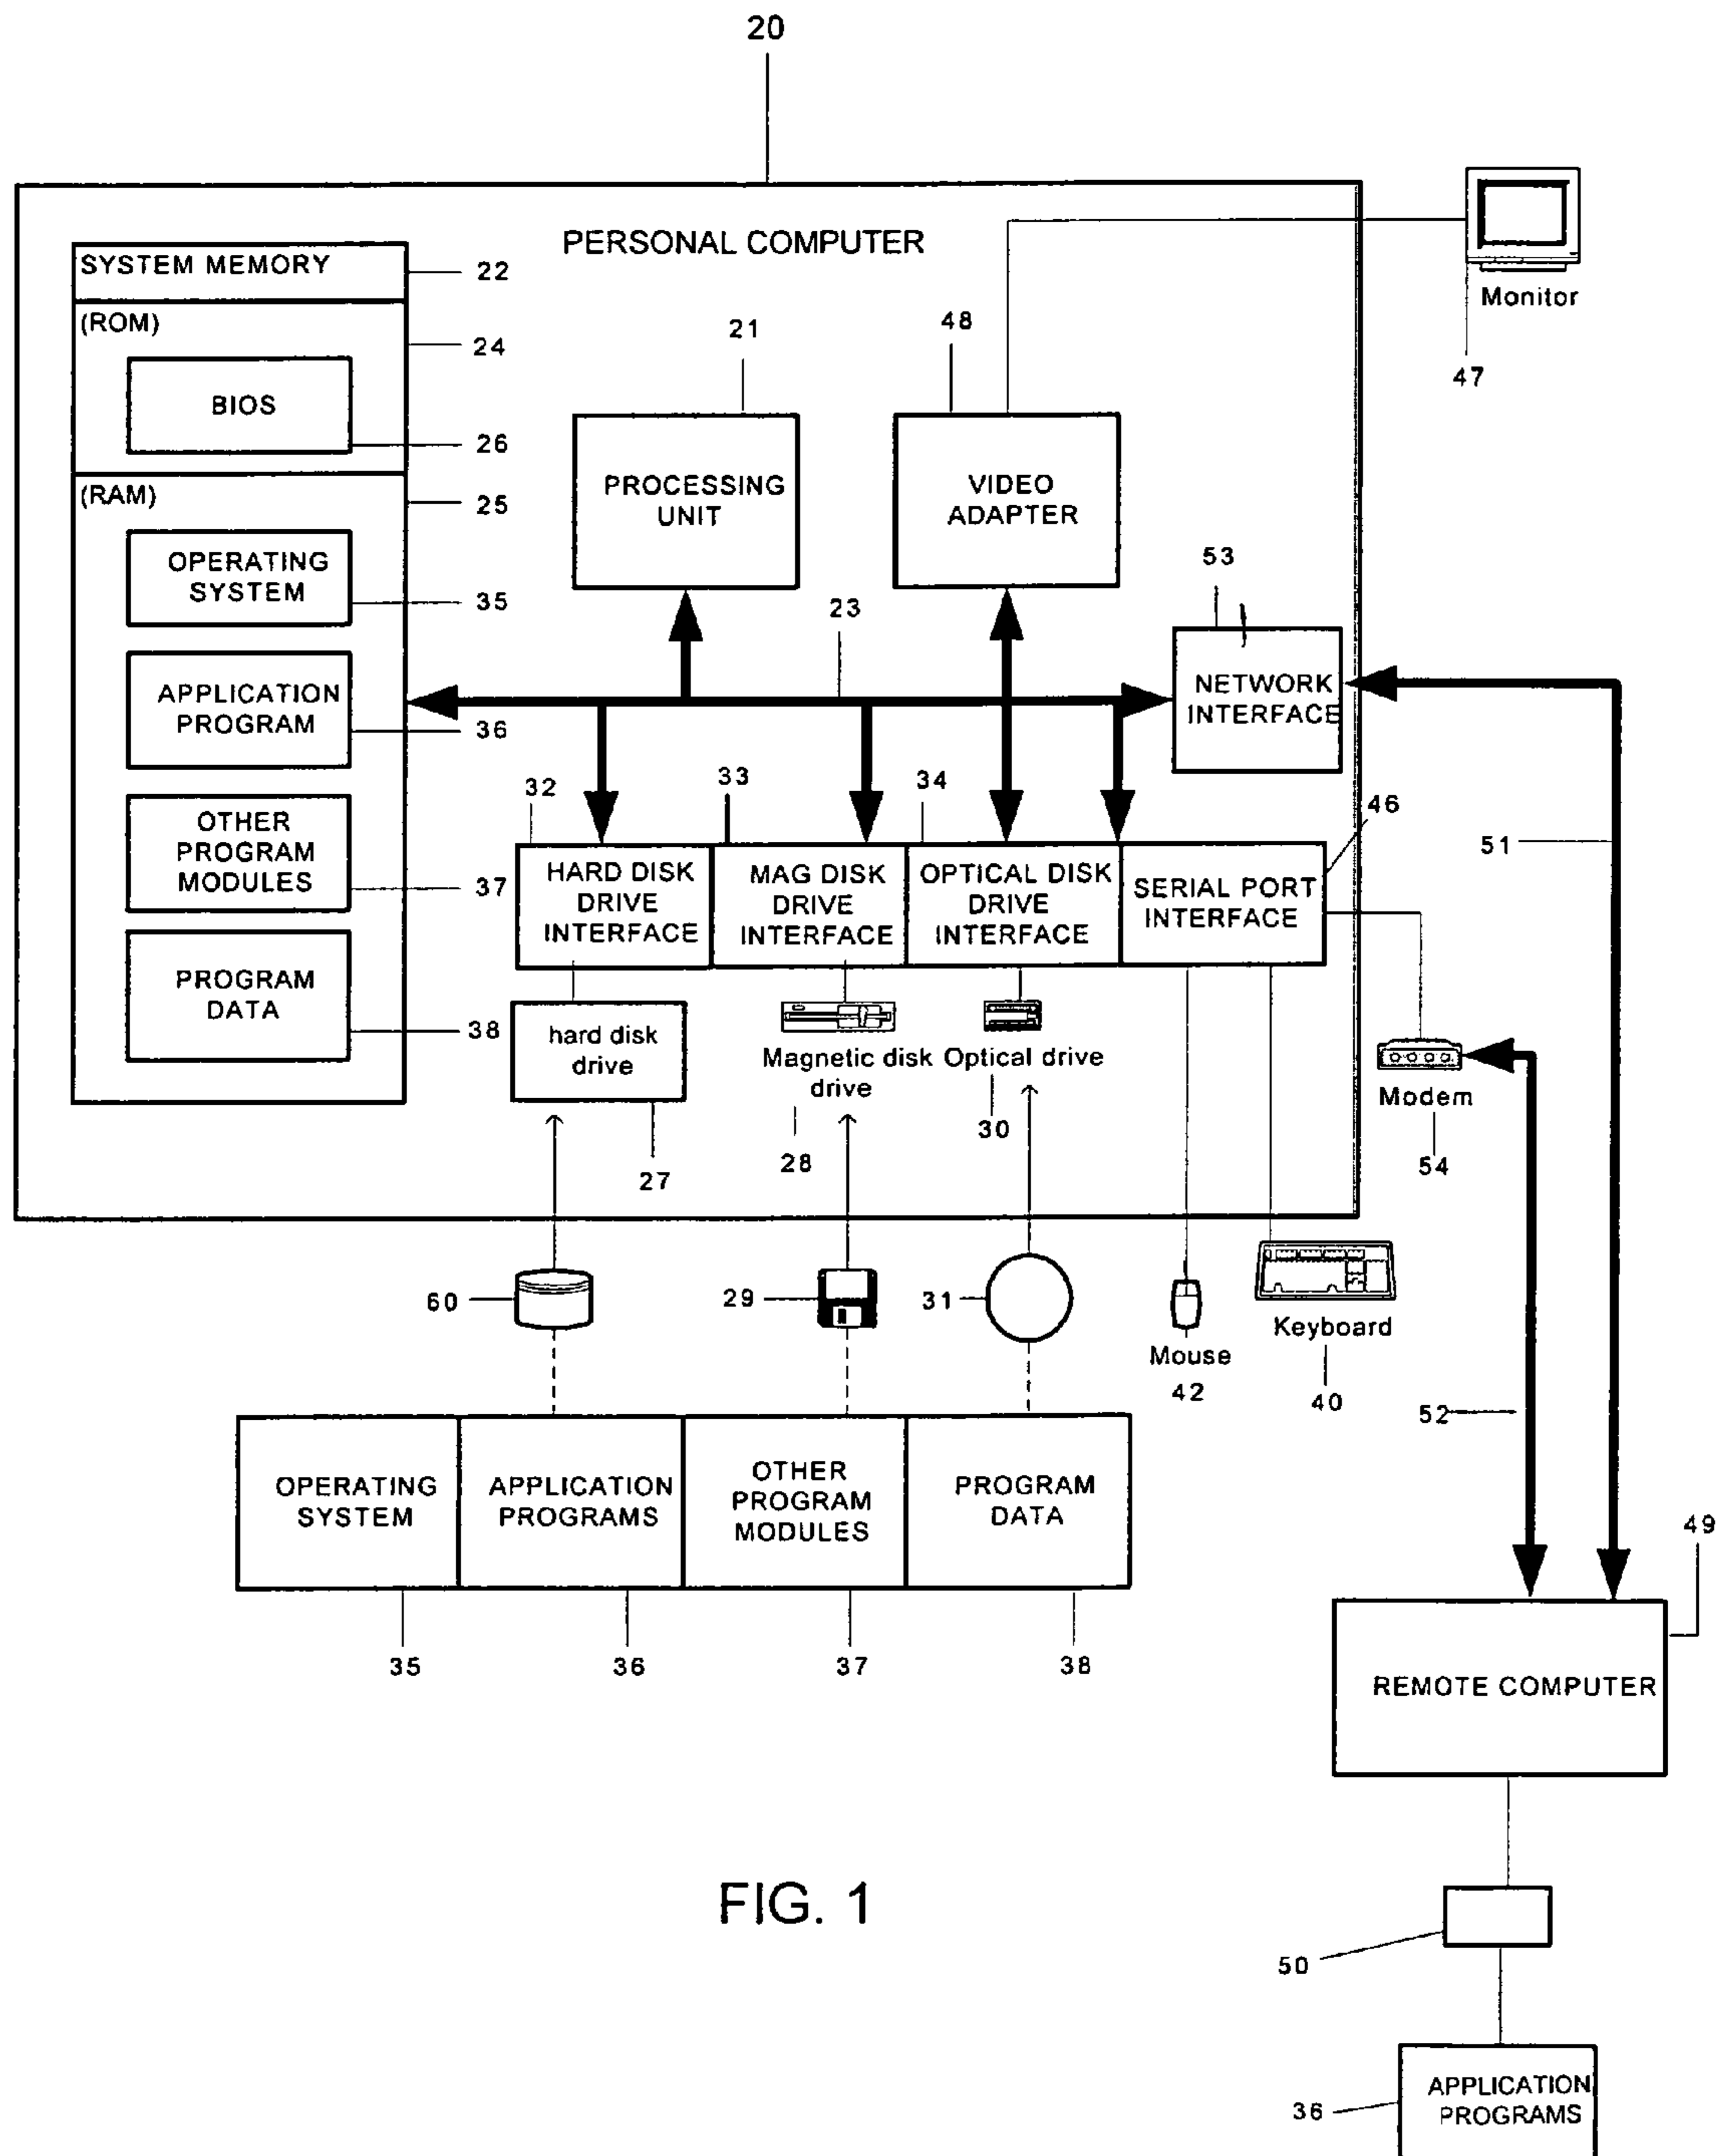 20
PERSONAL COMPUTER
SYSTEM MEMORY
22
(ROM)
24
BIOS
26
(RAM)
25
OPERATING
SYSTEM
35
APPLICATION
PROGRAM
36
OTHER
PROGRAM
MODULES
37
PROGRAM
DATA
38
21
PROCESSING
UNIT
48
VIDEO
ADAPTER
Monitor
47
23
53
NETWORK
INTERFACE
32
HARD DISK
DRIVE
INTERFACE
33
MAG DISK
DRIVE
INTERFACE
34
OPTICAL DISK
DRIVE
INTERFACE
46
SERIAL PORT
INTERFACE
51
hard disk
drive
27
Magnetic disk
drive
28
Optical drive
30
Modem
54
60
29
31
Mouse
42
Keyboard
40
52
OPERATING
SYSTEM
APPLICATION
PROGRAMS
OTHER
PROGRAM
MODULES
PROGRAM
DATA
35
36
37
38
49
REMOTE COMPUTER
FIG. 1
50
36
APPLICATION
PROGRAMS